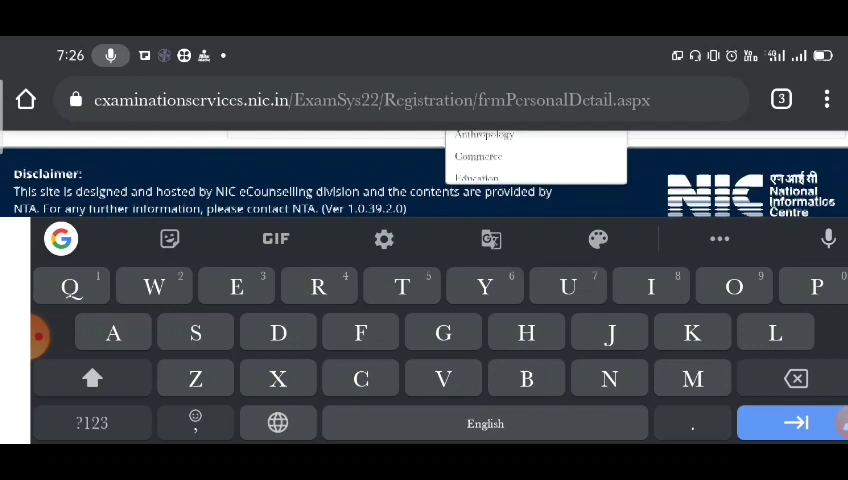 7:26
Vo LTE 4G
examinationservices.nic.in/ExamSys22/Registration/frmPersonalDetail.aspx
3
Anthropology
Commerce
Education
Disclaimer:
This site is designed and hosted by NIC eCounselling division and the contents are provided by
NTA. For any further information, please contact NTA. (Ver 1.0.39.2.0)
NIC
एन आई सी
National
Informatics
Centre
G GIF G
Q 1 W 2 E 3 R 4 T 5 Y 6 U 7 I 8 O 9 P 0
A S D F G H J K L
Z X C V B N M
?123 , English .